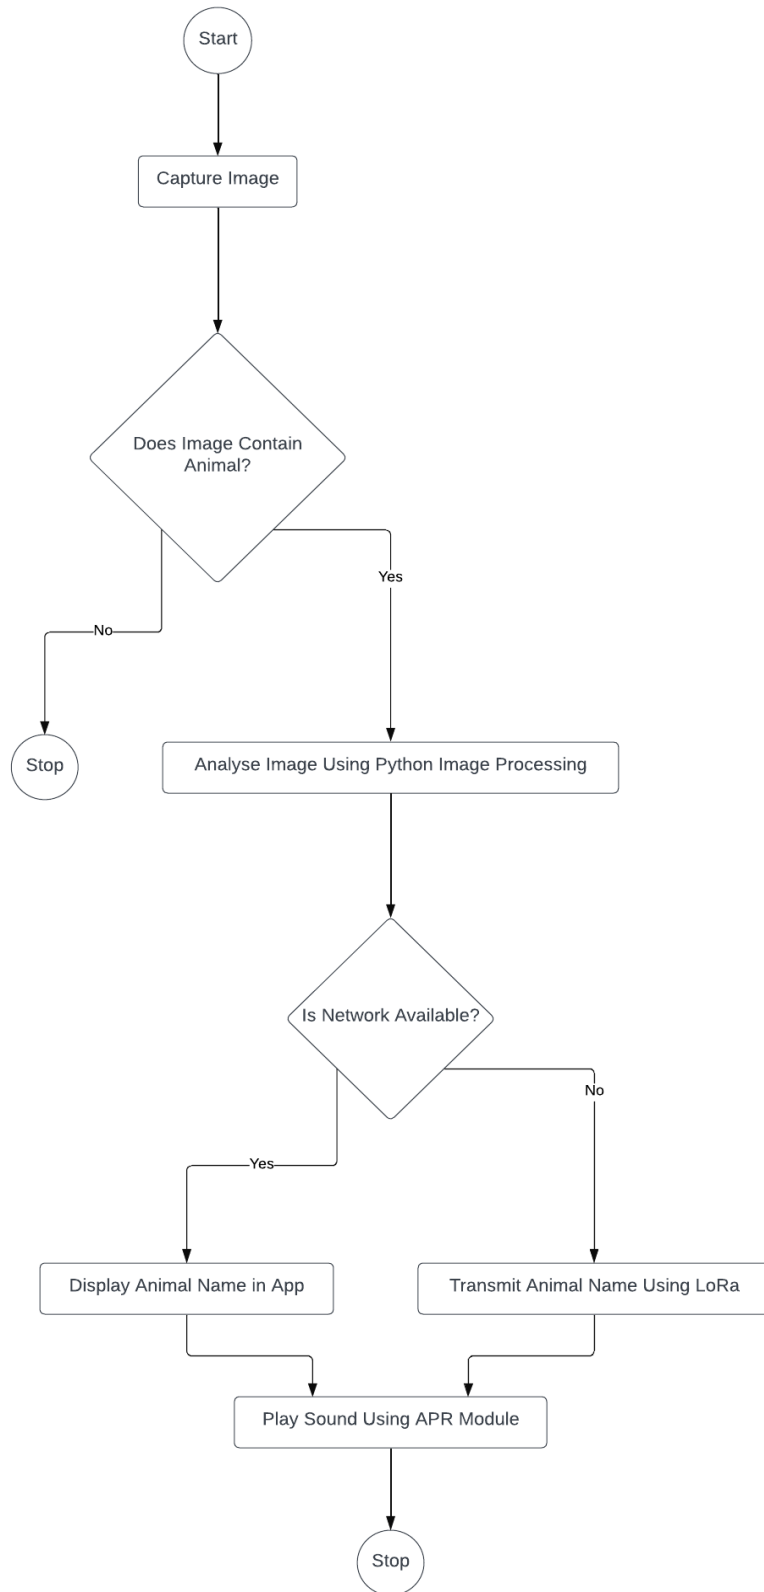 Start
Capture Image
Does Image Contain
Animal?
Yes
No
Stop
Analyse Image Using Python Image Processing
Is Network Available?
No
Yes
Display Animal Name in App
Transmit Animal Name Using LoRa
Play Sound Using APR Module
Stop